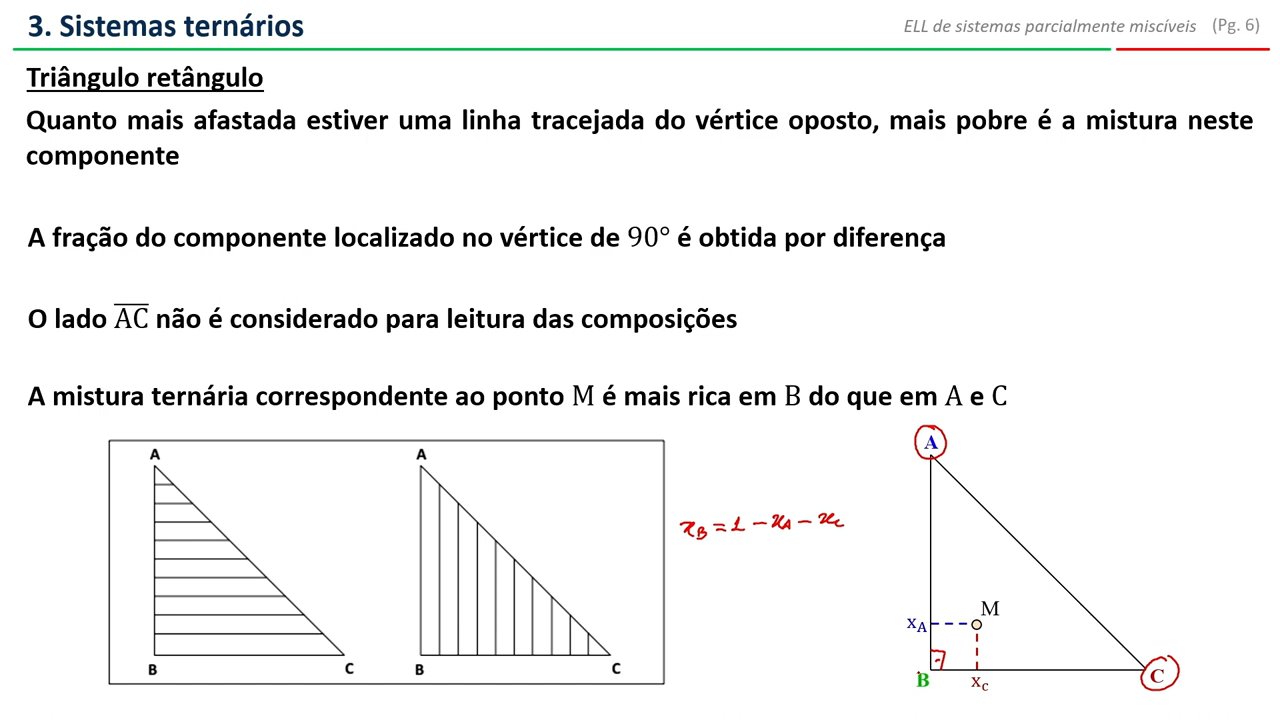 3. Sistemas ternários
ELL de sistemas parcialmente miscíveis (Pg. 6)
Triângulo retângulo
Quanto mais afastada estiver uma linha tracejada do vértice oposto, mais pobre é a mistura neste
componente
A fração do componente localizado no vértice de 90° é obtida por diferença
O lado A̅C̅ não é considerado para leitura das composições
A mistura ternária correspondente ao ponto M é mais rica em B do que em A e C
A
B
C
A
B
C
x_B = 1 - x_A - x_C
A
M
x_A
B
x_c
C